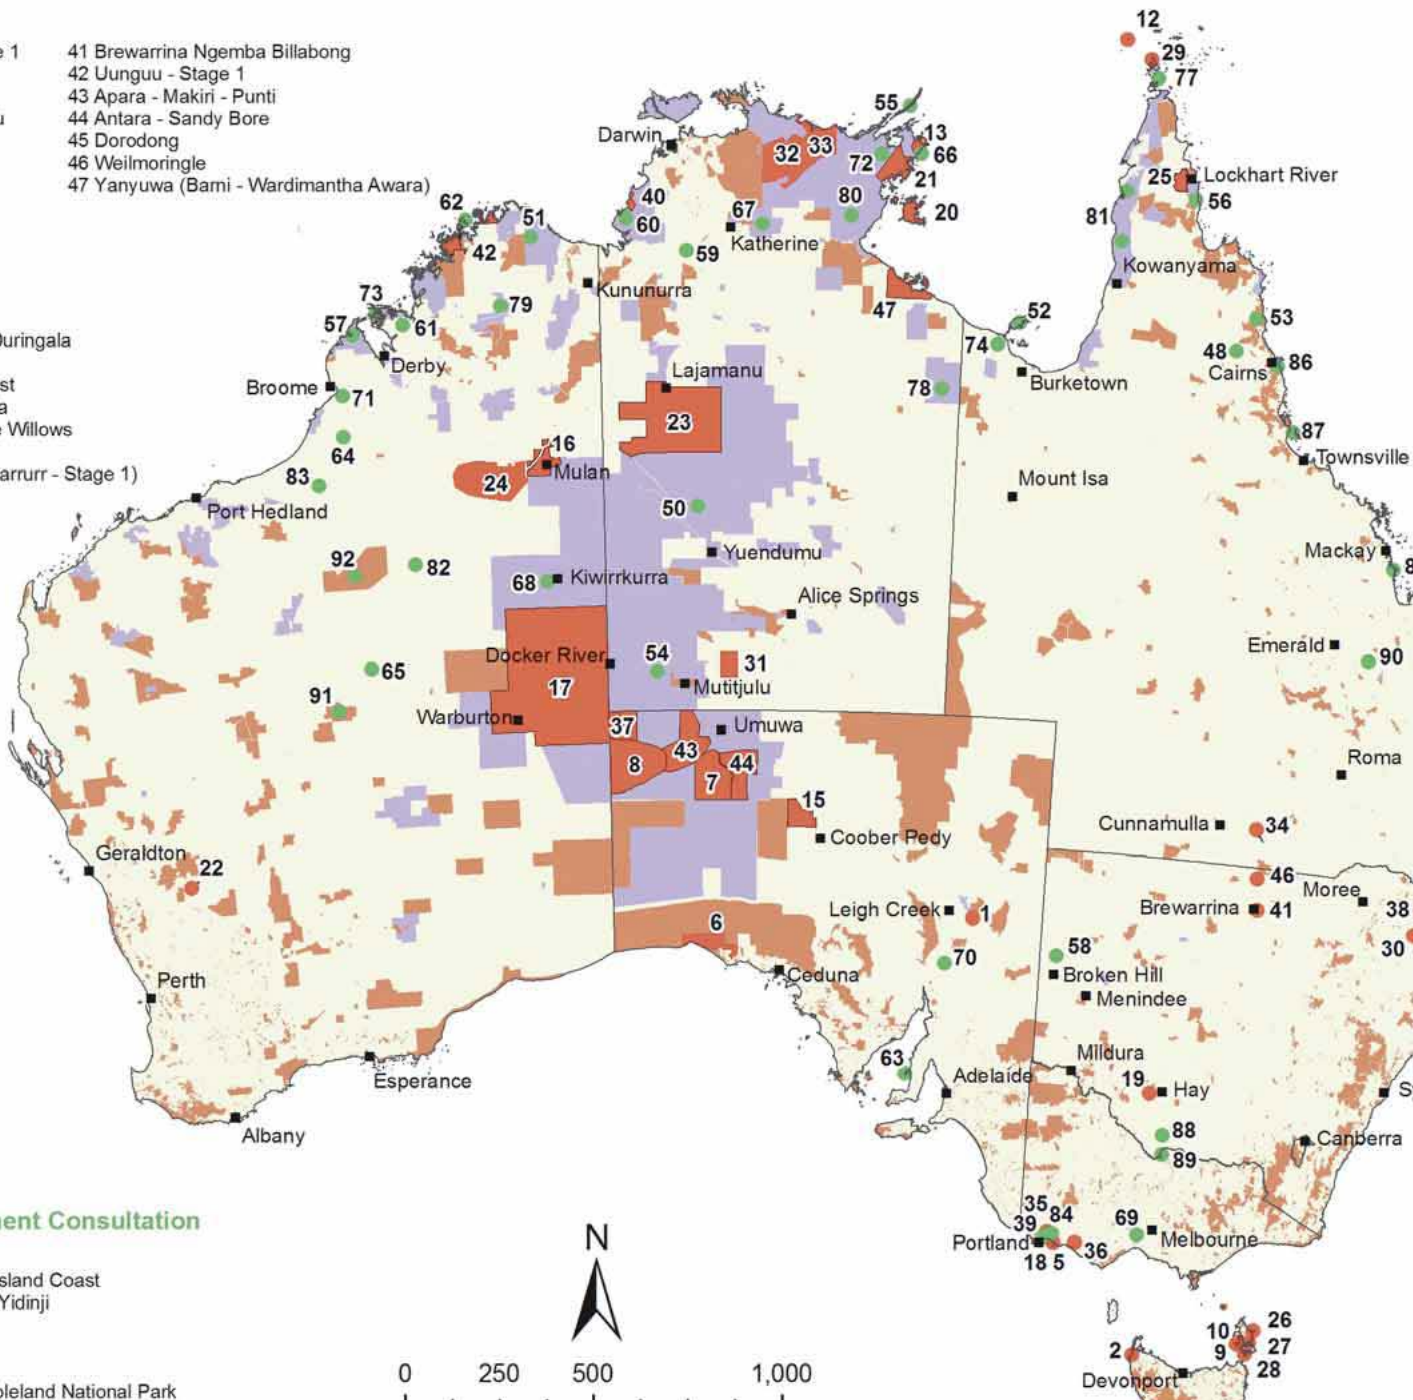 41 Brewarrina Ngemba Billabong
42 Uunguu - Stage 1
43 Apara - Makiri - Punti
44 Antara - Sandy Bore
45 Dorodong
46 Weilmoringle
47 Yanyuwa (Barni - Wardimantha Awara)
12
29
77
55
Darwin
32 33
13
66
72
21
20
80
40
60
67
Katherine
59
62
51
42
25
Lockhart River
56
81
Kowanyama
Kununurra
73
79
57
61
Derby
47
52
74
Burketown
53
48
Cairns
86
Broome
71
Lajamanu
23
78
87
Townsville
64
16
Mulan
24
83
Port Hedland
50
Mount Isa
Yuendumu
Mackay
92
82
68
Kiwirrkurra
Alice Springs
Emerald
90
Docker River
54
31
65
17
Mutitjulu
91
Warburton
37
Umuwa
43
8
44
7
Roma
15
Coober Pedy
Cunnamulla
34
Geraldton
22
46
Moree
Leigh Creek
1
Brewarrina
41
38
30
6
70
58
Broken Hill
Ceduna
Menindee
Perth
63
Mildura
Adelaide
19
Hay
Esperance
Albany
88
89
Canberra
35
39
84
69
Portland
Melbourne
18 5
36
ent Consultation
sland Coast
Yidinji
N
26
10
27
9
28
2
Devonport
0 250 500 1,000
leland National Park